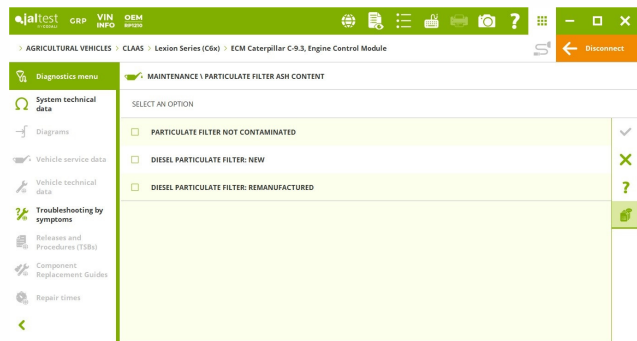 jaltest
BY COJALI
GRP
VIN
INFO
OEM
INFO
> AGRICULTURAL VEHICLES > CLAAS > Lexion Series (C6x) > ECM Caterpillar C-9.3, Engine Control Module
Disconnect
Diagnostics menu
MAINTENANCE \ PARTICULATE FILTER ASH CONTENT
System technical
data
SELECT AN OPTION
Diagrams
PARTICULATE FILTER NOT CONTAMINATED
Vehicle service data
DIESEL PARTICULATE FILTER: NEW
Vehicle technical
data
DIESEL PARTICULATE FILTER: REMANUFACTURED
Troubleshooting by
symptoms
Releases and
Procedures (TSBs)
Component
Replacement Guides
Repair times